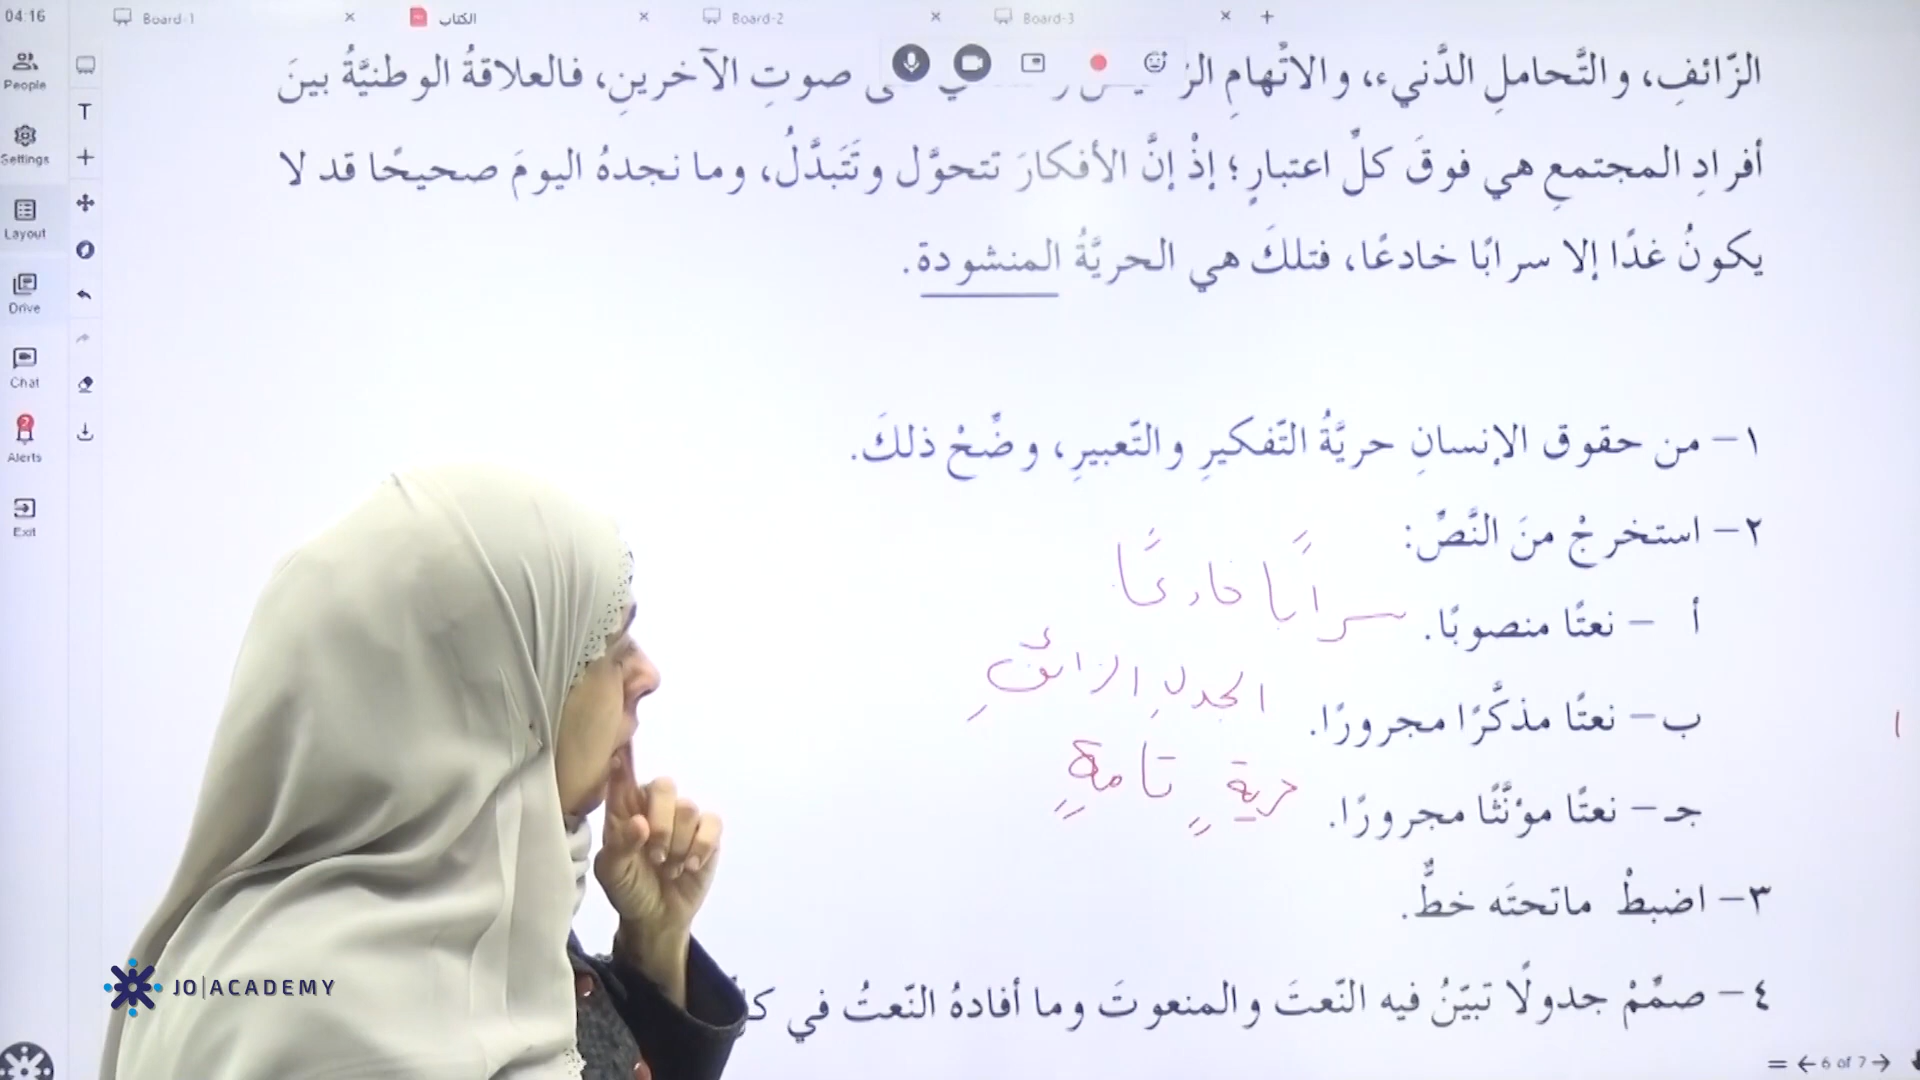 04:16
Board-1
الكتاب
Board-2
Board-3
People
Settings
Layout
Drive
Chat
Alerts
Exit
الزّائفِ، والتَّحاملِ الدَّنيء، والاتِّهامِ صوتِ الآخرينِ، فالعلاقةُ الوطنيَّةُ بينَ
أفرادِ المجتمعِ هي فوقَ كلِّ اعتبارٍ؛ إذْ إنَّ الأفكارَ تتحوَّل وتَتَبدَّلُ، وما نجدهُ اليومَ صحيحًا قد لا
يكونُ غدًا إلا سرابًا خادعًا، فتلكَ هي الحريَّةُ المنشودة.
١- من حقوق الإنسانِ حريَّةُ التّفكيرِ والتّعبيرِ، وضِّحْ ذلكَ.
٢- استخرجْ منَ النَّصِّ:
أ - نعتًا منصوبًا. سرابًا خادعًا
ب- نعتًا مذكَّرًا مجرورًا. الجدلِ الزائفِ
جـ- نعتًا مؤنَّثًا مجرورًا. حريةٍ تامةٍ
٣- اضبطْ ماتحتَه خطٌّ.
٤- صمِّمْ جدولًا تبيّنُ فيه النّعتَ والمنعوتَ وما أفادهُ النّعتُ في
JO|ACADEMY
6 of 7